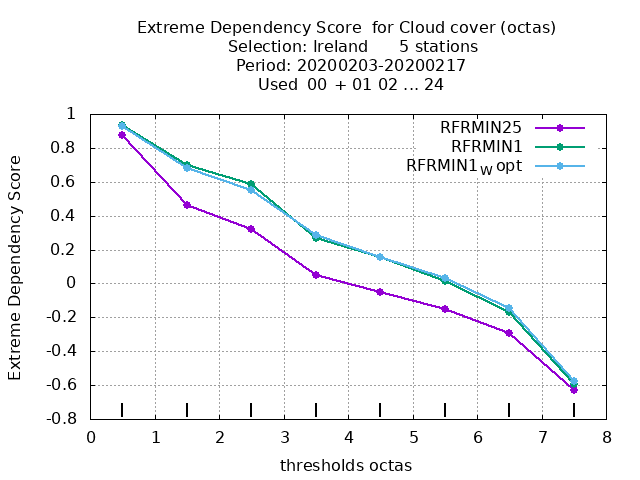 Extreme Dependency Score  for Cloud cover (octas)
Selection: Ireland      5 stations
Period: 20200203-20200217
Used  00  + 01 02 ... 24
RFRMIN25
RFRMIN1
RFRMIN1W opt
Extreme Dependency Score
1
0.8
0.6
0.4
0.2
0
-0.2
-0.4
-0.6
-0.8
0 1 2 3 4 5 6 7 8
thresholds octas